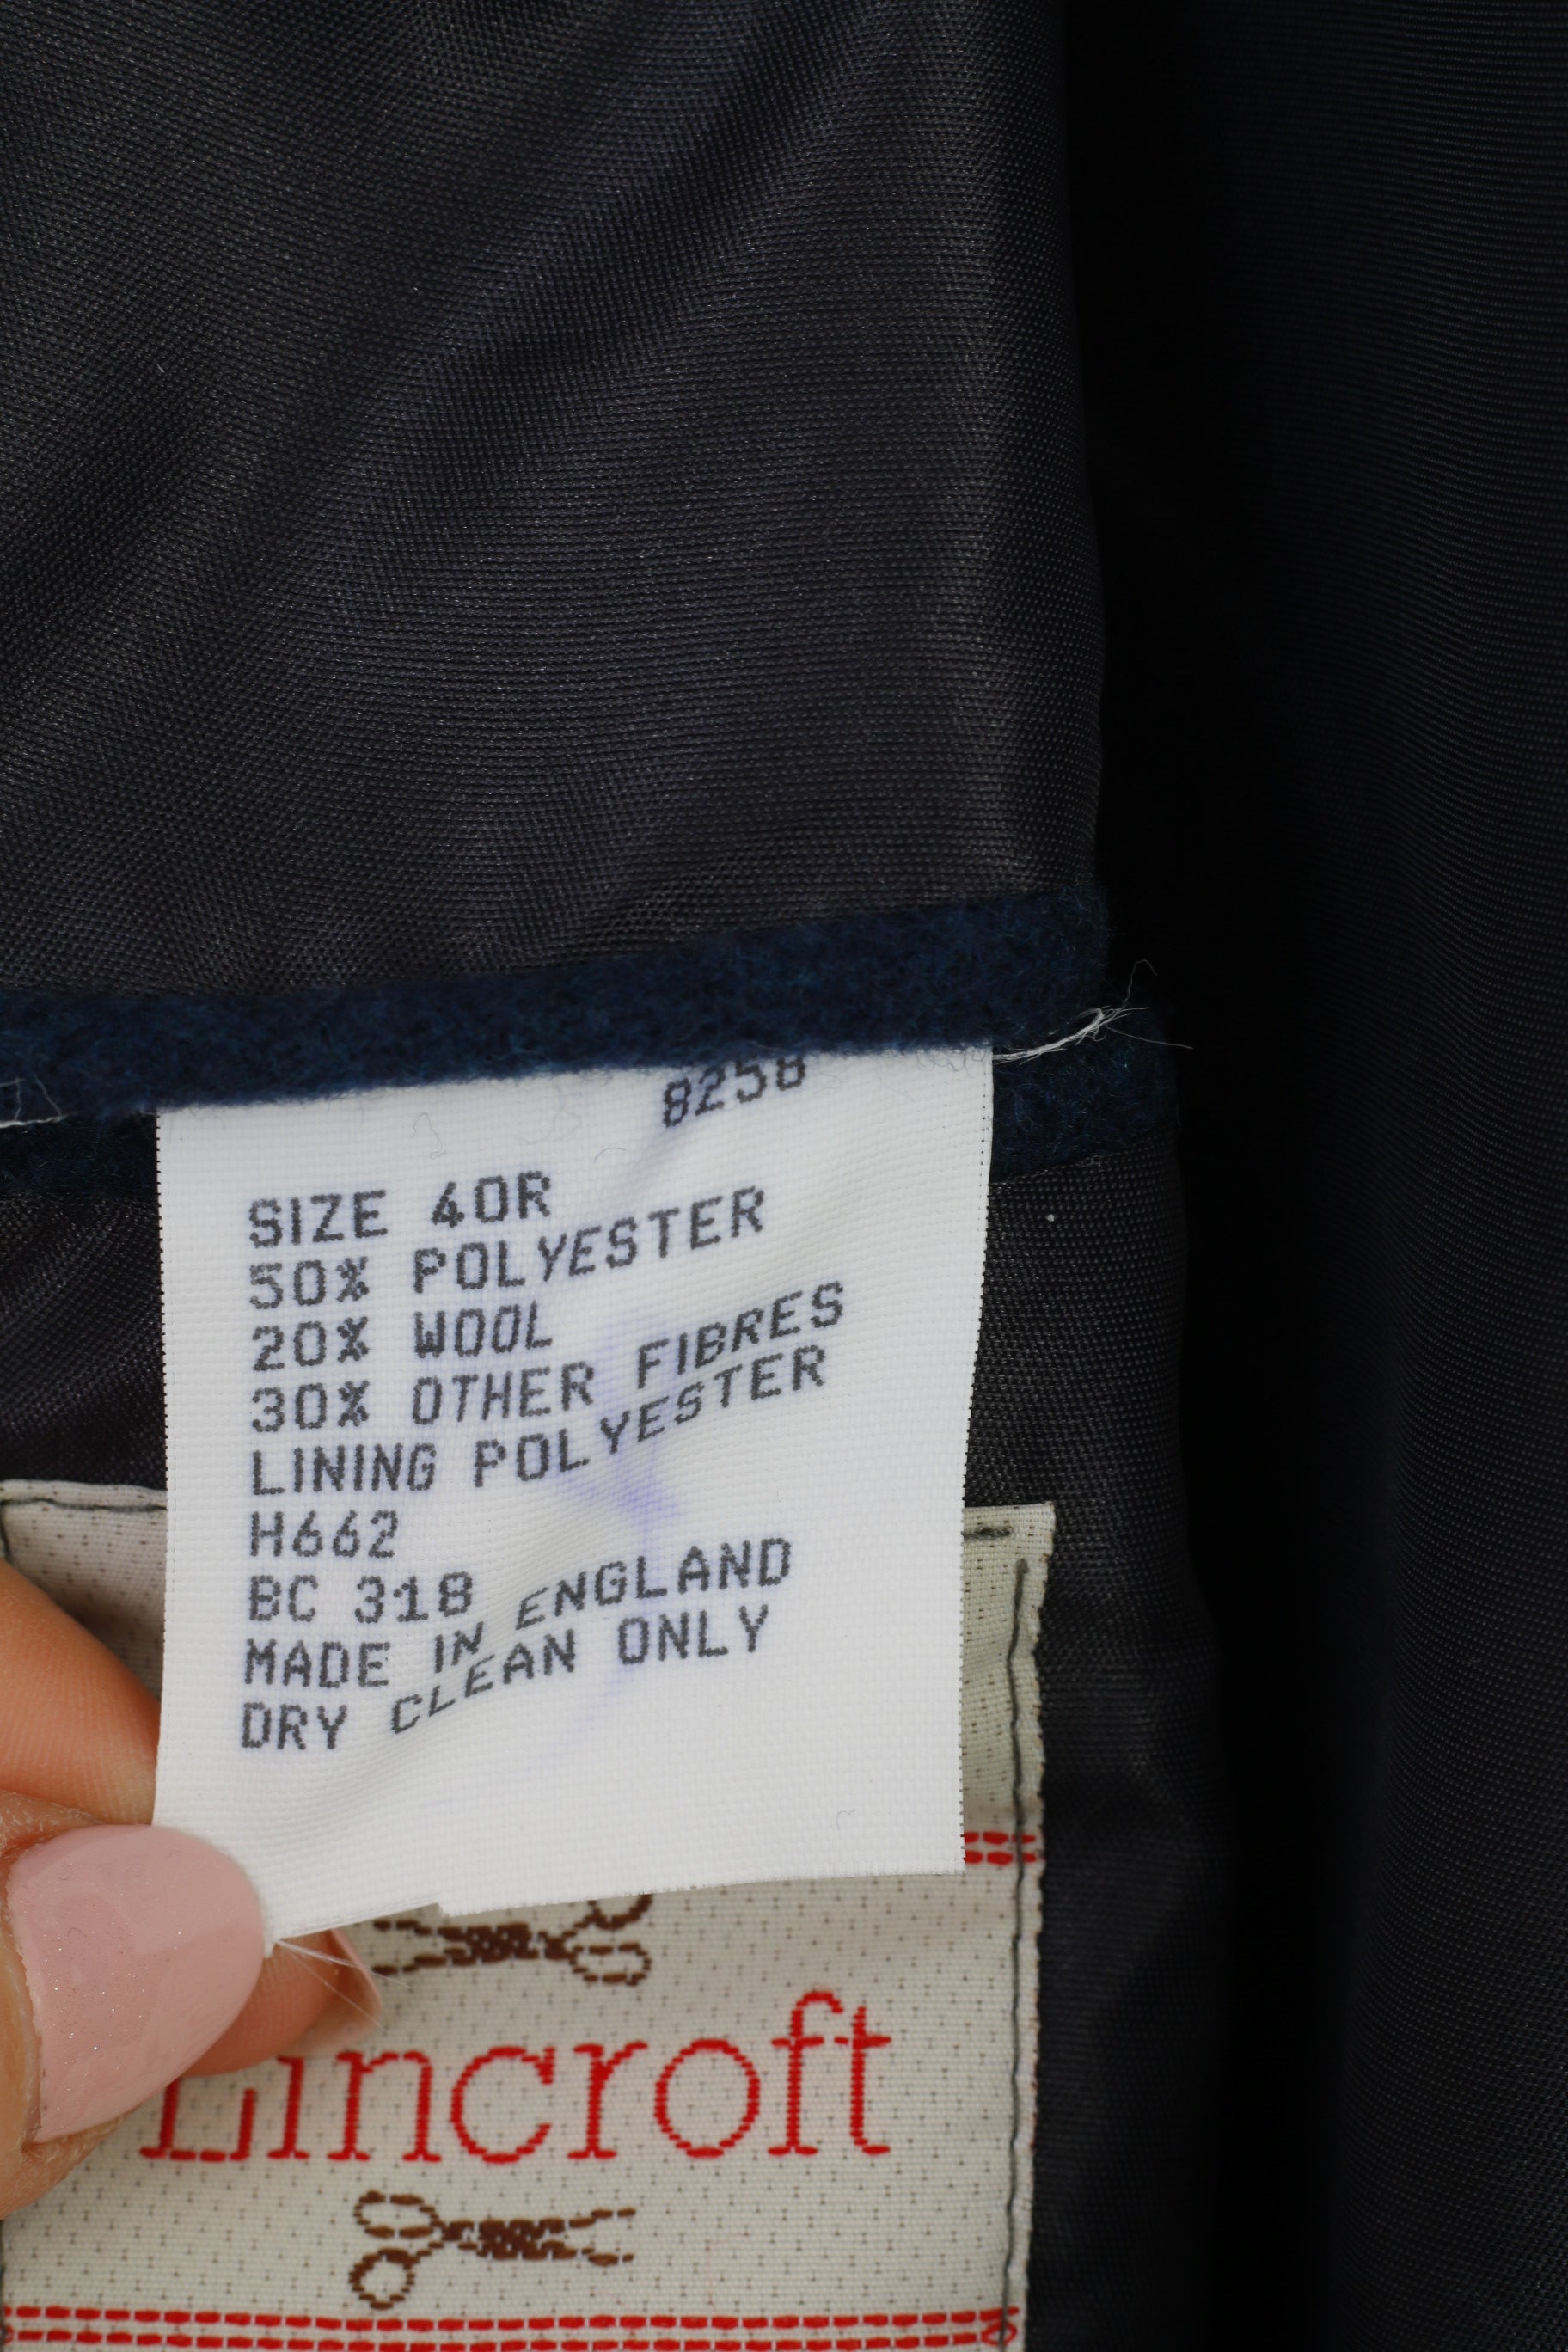 8258
SIZE 40R
50% POLYESTER
20% WOOL
30% OTHER FIBRES
LINING POLYESTER
H662
BC 318
MADE IN ENGLAND
DRY CLEAN ONLY
Lincroft